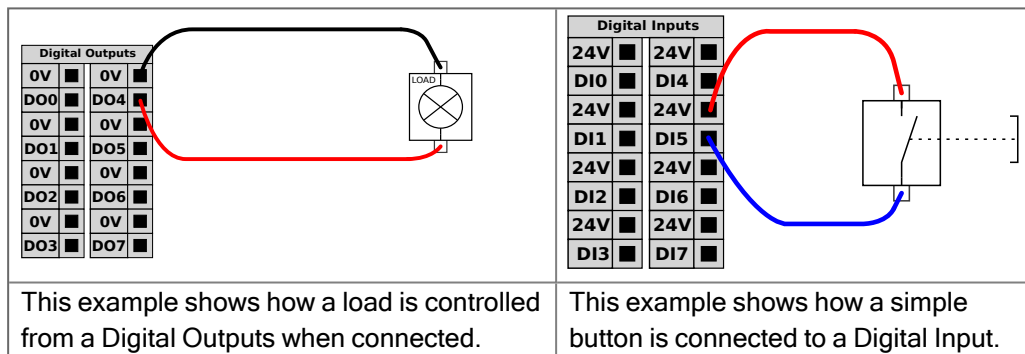 Digital Outputs
0V 0V
DO0 DO4
0V 0V
DO1 DO5
0V 0V
DO2 DO6
0V 0V
DO3 DO7
LOAD
This example shows how a load is controlled
from a Digital Outputs when connected.
Digital Inputs
24V 24V
DI0 DI4
24V 24V
DI1 DI5
24V 24V
DI2 DI6
24V 24V
DI3 DI7
This example shows how a simple
button is connected to a Digital Input.